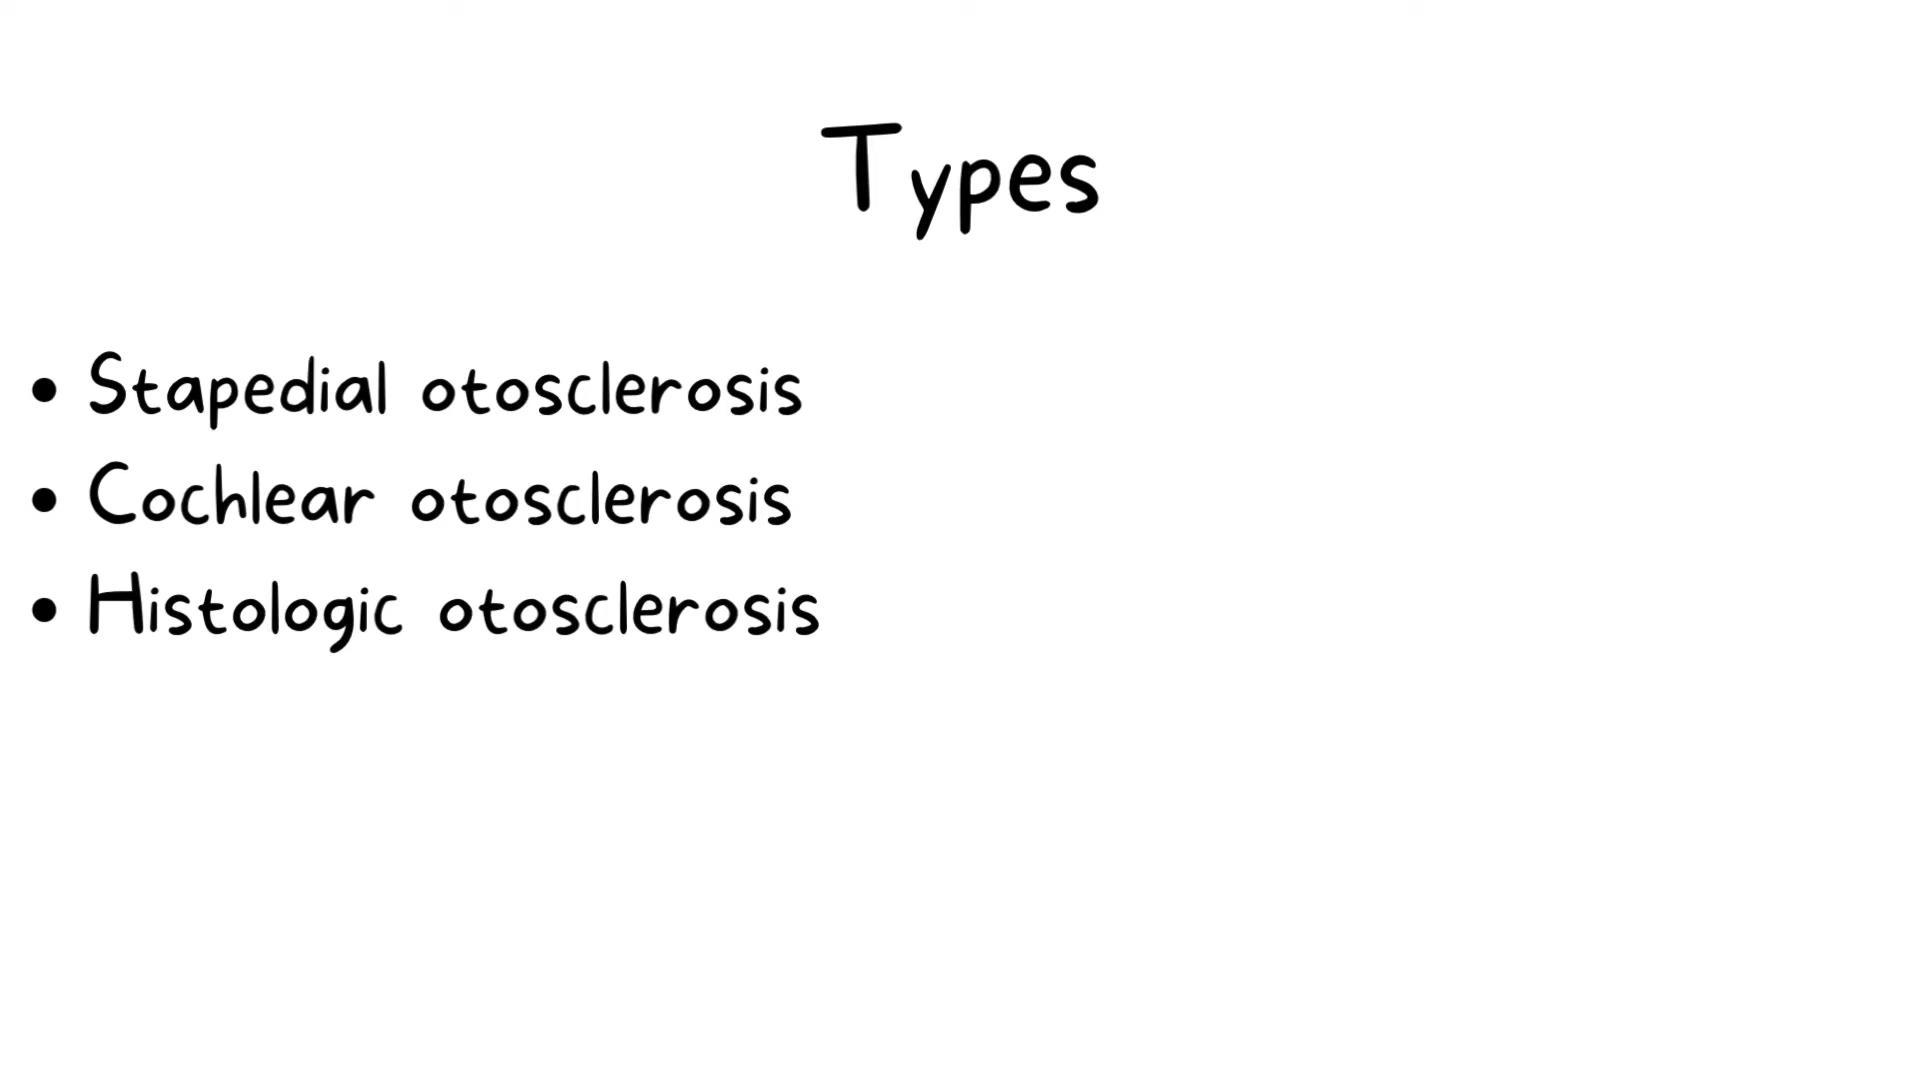 Types
• Stapedial otosclerosis
• Cochlear otosclerosis
• Histologic otosclerosis